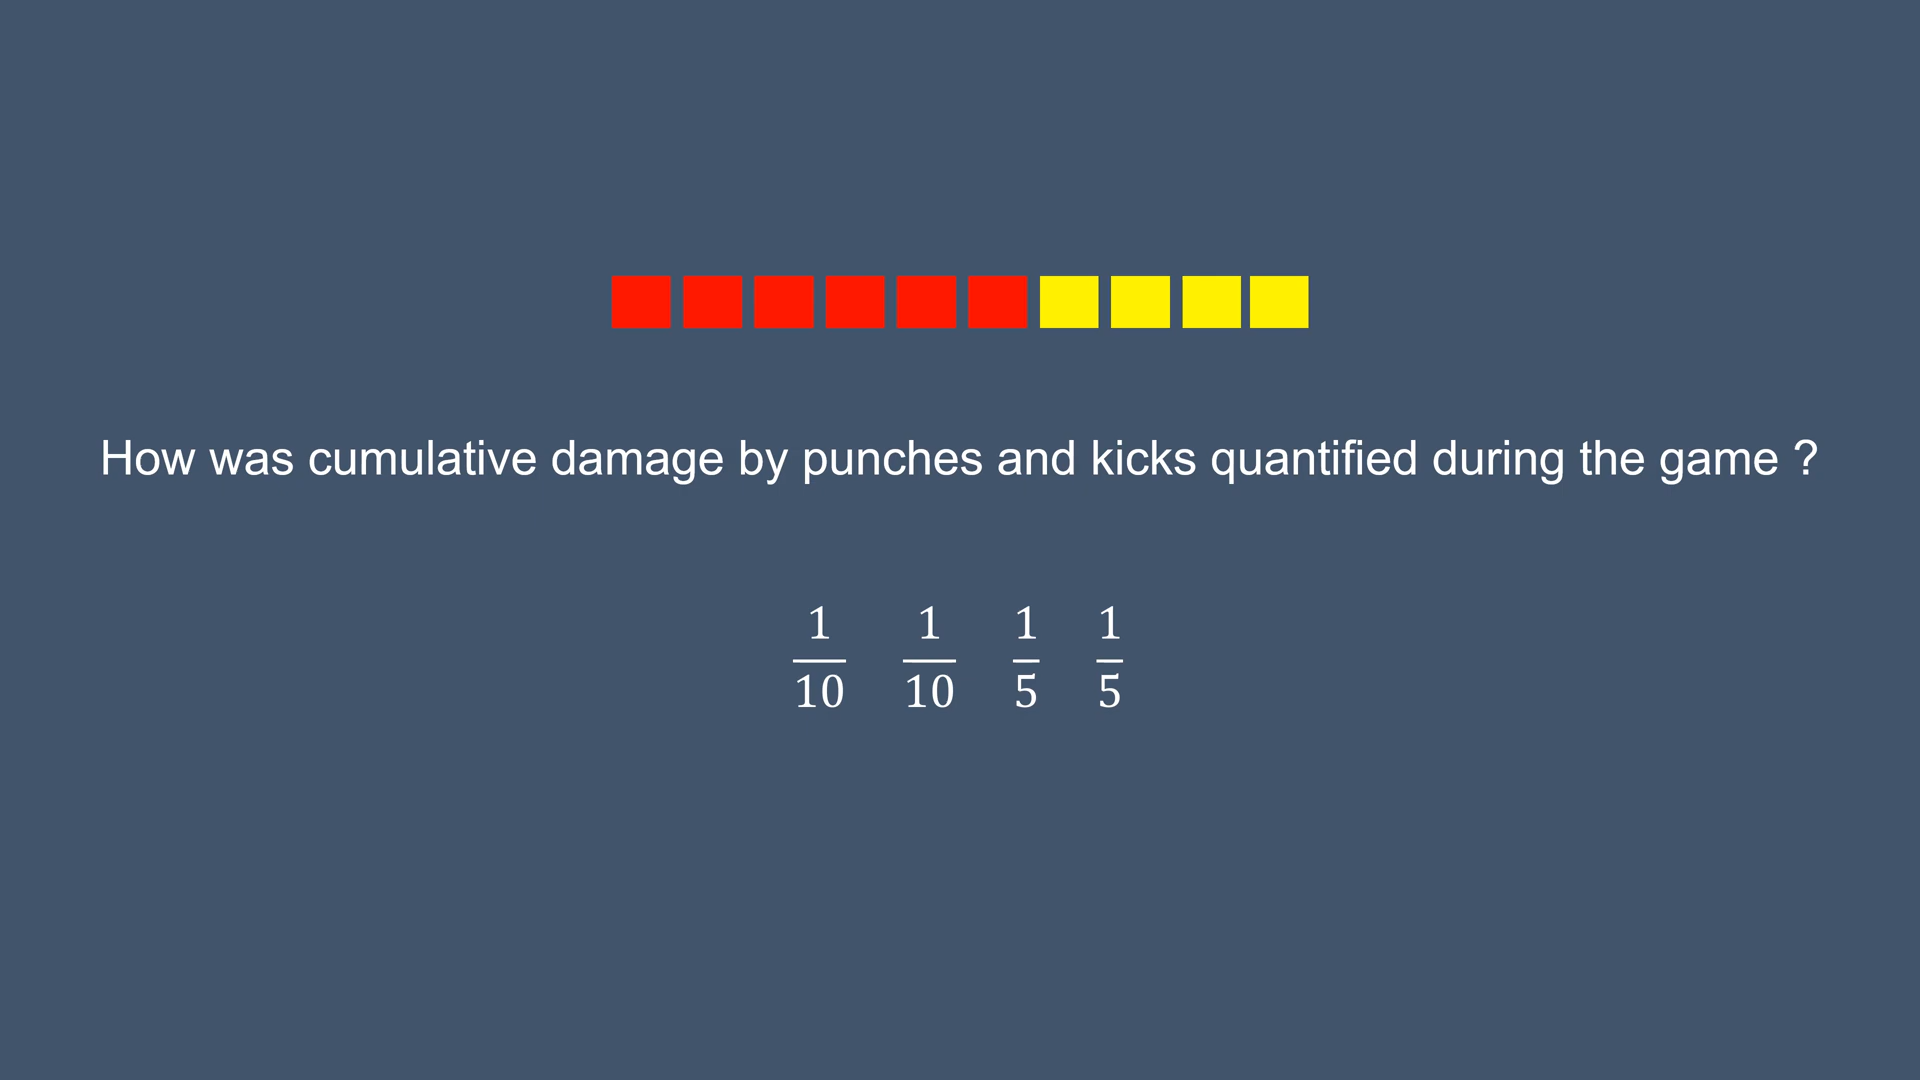 How was cumulative damage by punches and kicks quantified during the game ?
1/10 1/10 1/5 1/5